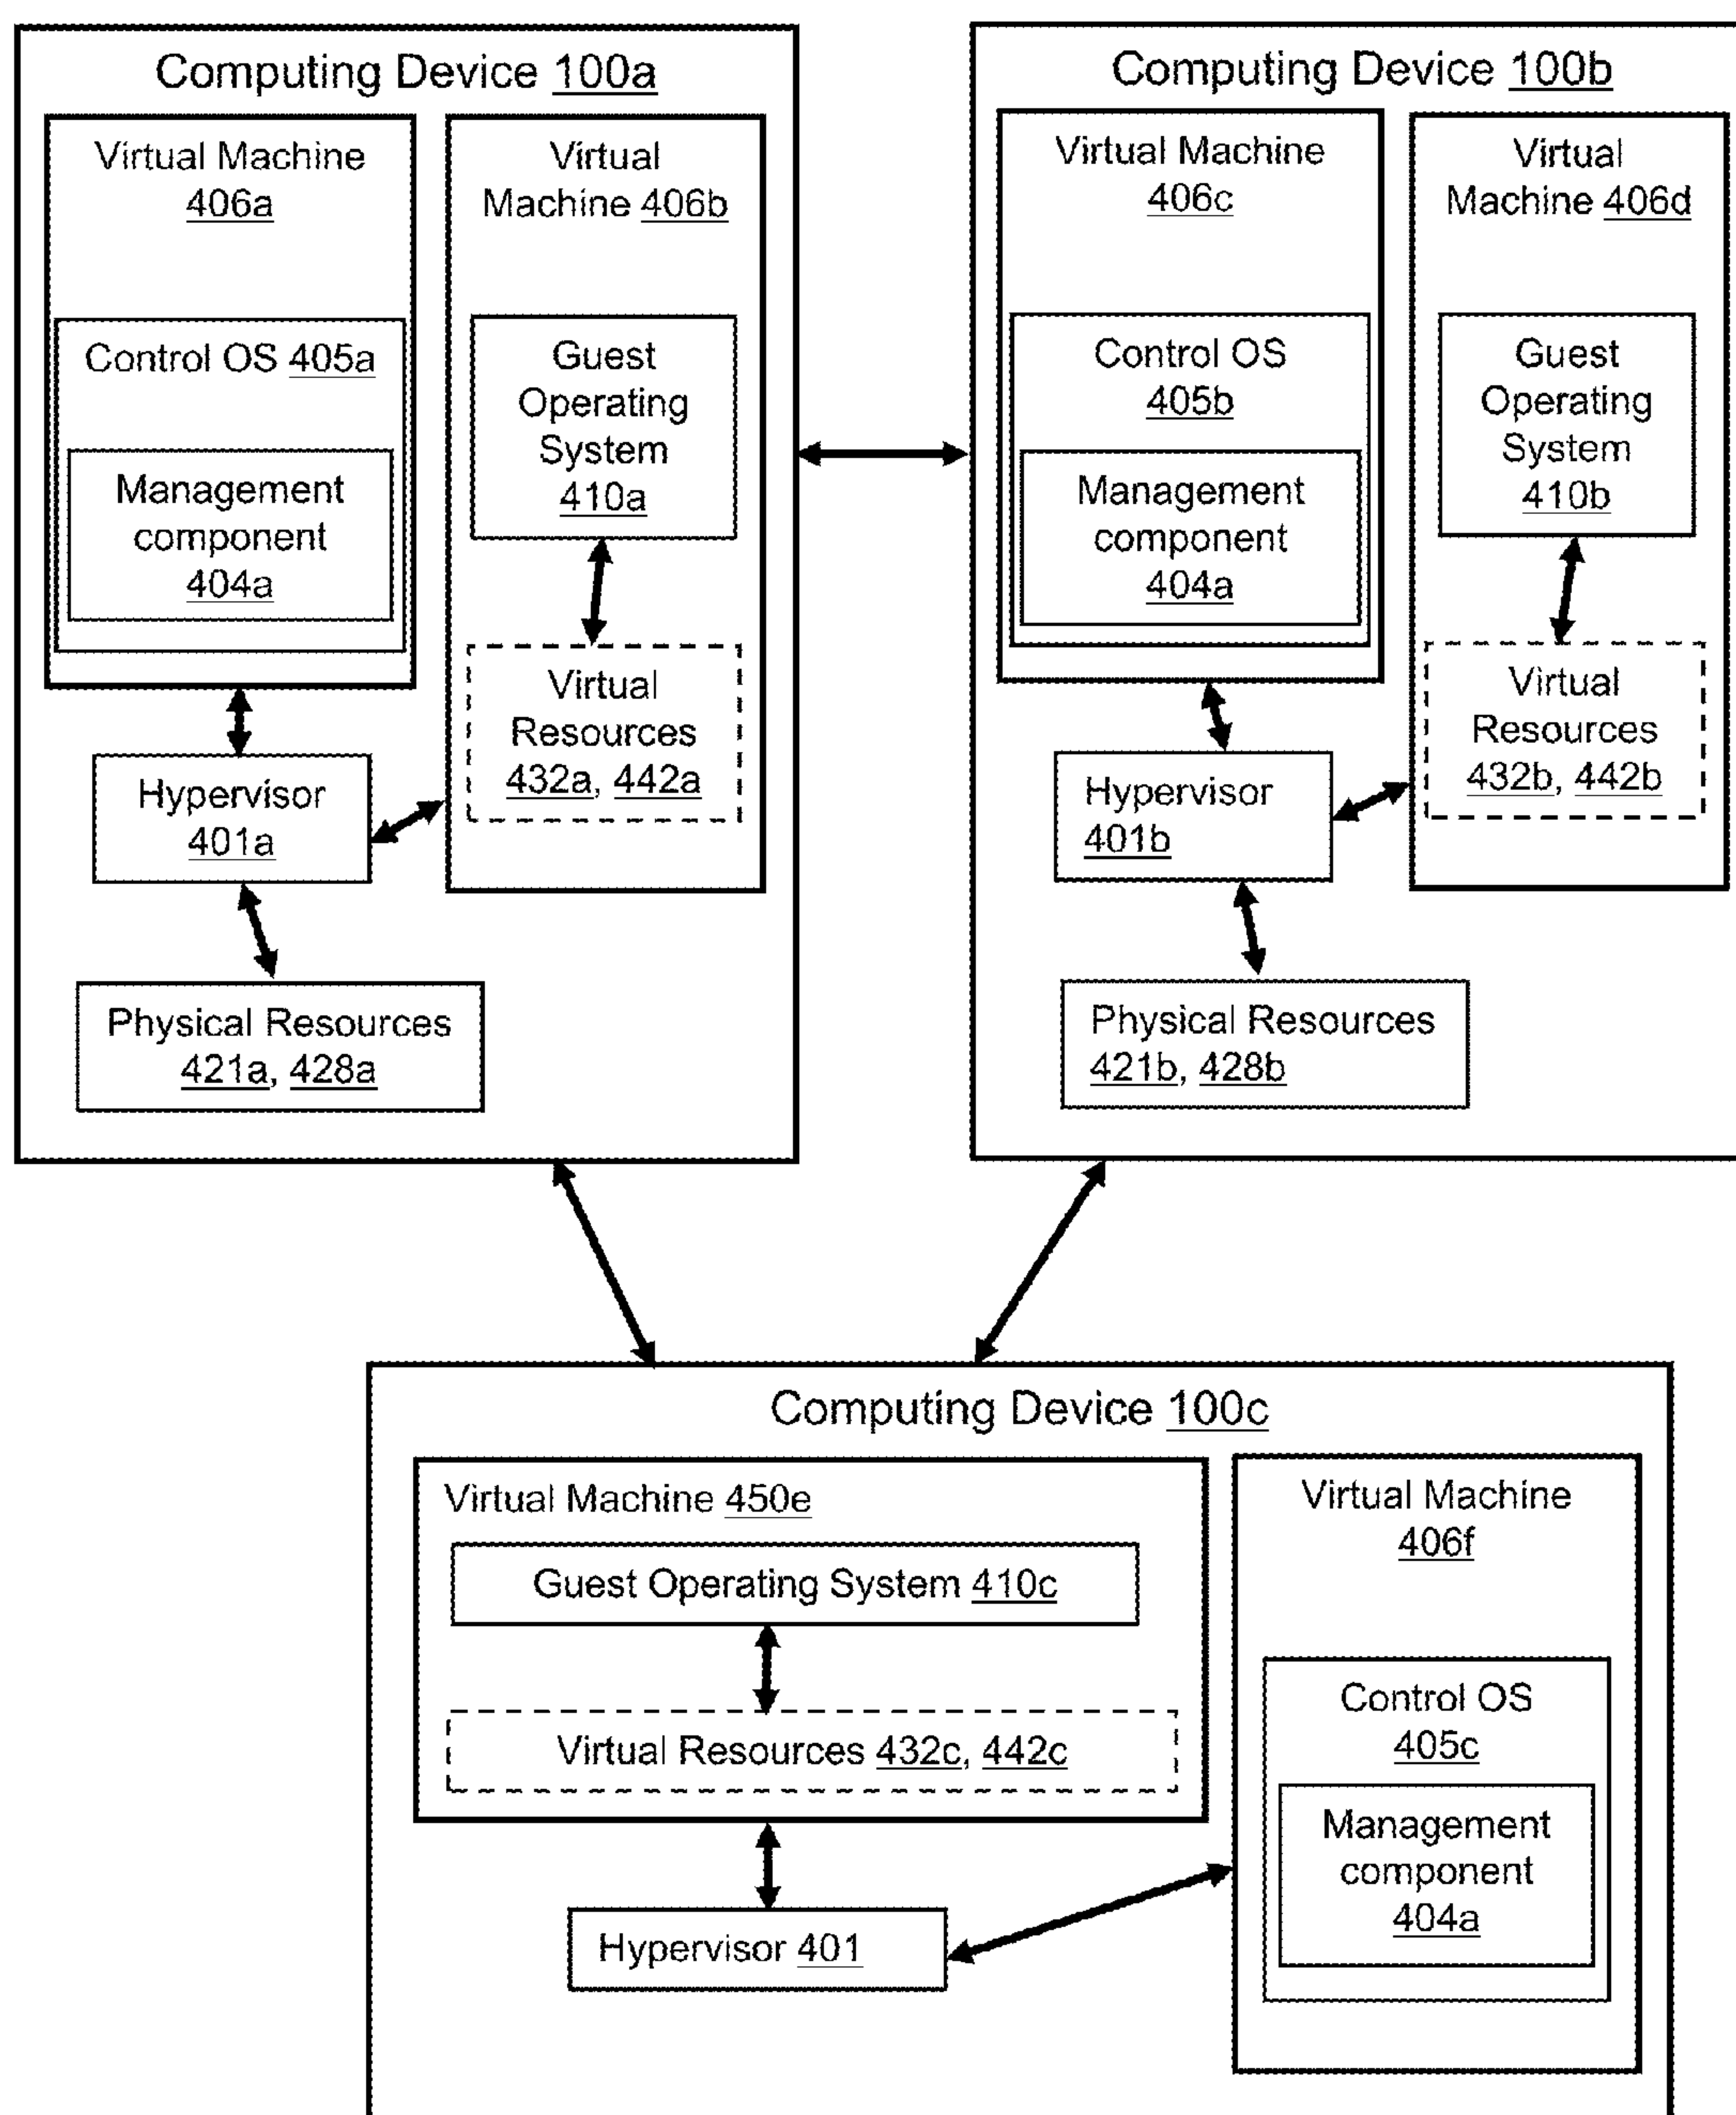 Computing Device 100a
Virtual Machine
406a
Control OS 405a
Management
component
404a
Virtual
Machine 406b
Guest
Operating
System
410a
Virtual
Resources
432a, 442a
Hypervisor
401a
Physical Resources
421a, 428a
Computing Device 100b
Virtual Machine
406c
Control OS
405b
Management
component
404a
Virtual
Machine 406d
Guest
Operating
System
410b
Virtual
Resources
432b, 442b
Hypervisor
401b
Physical Resources
421b, 428b
Computing Device 100c
Virtual Machine 450e
Guest Operating System 410c
Virtual Resources 432c, 442c
Hypervisor 401
Virtual Machine
406f
Control OS
405c
Management
component
404a